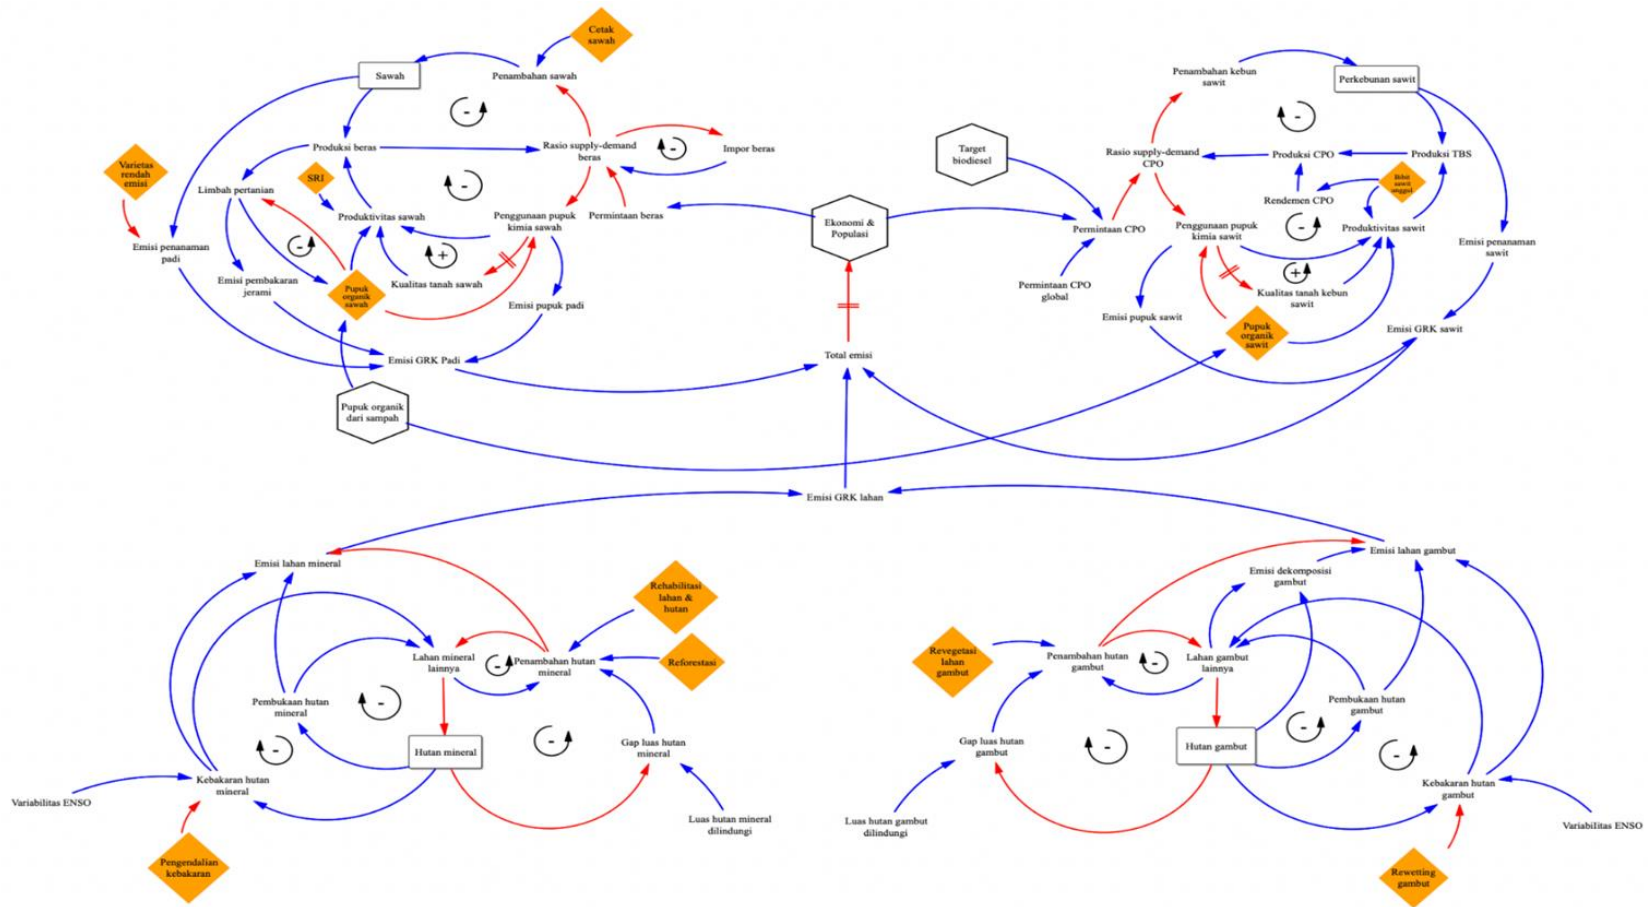 Cetak
sawah
Sawah
Penambahan sawah
Penambahan kebun
sawit
Perkebunan sawit
Varietas
rendah
emisi
Produksi beras
Rasio supply-demand
beras
Impor beras
Target
biodiesel
Rasio supply-demand
CPO
Produksi CPO
Produksi TBS
SRI
Limbah pertanian
Bibit
sawit
unggul
Rendemen CPO
Produktivitas sawah
Penggunaan pupuk
kimia sawah
Permintaan beras
Ekonomi &
Populasi
Permintaan CPO
Penggunaan pupuk
kimia sawit
Produktivitas sawit
Emisi penanaman
padi
Emisi penanaman
sawit
Emisi pembakaran
jerami
Pupuk
organik
sawah
Kualitas tanah sawah
Emisi pupuk padi
Permintaan CPO
global
Kualitas tanah kebun
sawit
Emisi pupuk sawit
Pupuk
organik
sawit
Emisi GRK sawit
Emisi GRK Padi
Total emisi
Pupuk organik
dari sampah
Emisi GRK lahan
Emisi lahan mineral
Emisi lahan gambut
Rehabilitasi
lahan &
hutan
Emisi dekomposisi
gambut
Lahan mineral
lainnya
Penambahan hutan
mineral
Reforestasi
Revegetasi
lahan
gambut
Penambahan hutan
gambut
Lahan gambut
lainnya
Pembukaan hutan
mineral
Pembukaan hutan
gambut
Hutan mineral
Gap luas hutan
mineral
Gap luas hutan
gambut
Hutan gambut
Kebakaran hutan
mineral
Kebakaran hutan
gambut
Variabilitas ENSO
Luas hutan mineral
dilindungi
Luas hutan gambut
dilindungi
Variabilitas ENSO
Pengendalian
kebakaran
Rewetting
gambut